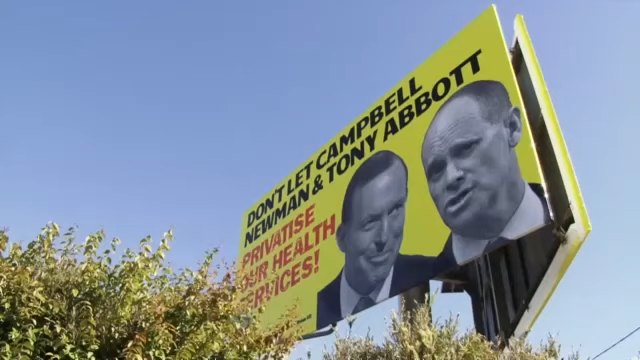 DON'T LET CAMPBELL
NEWMAN & TONY ABBOTT
PRIVATISE
OUR HEALTH
SERVICES!